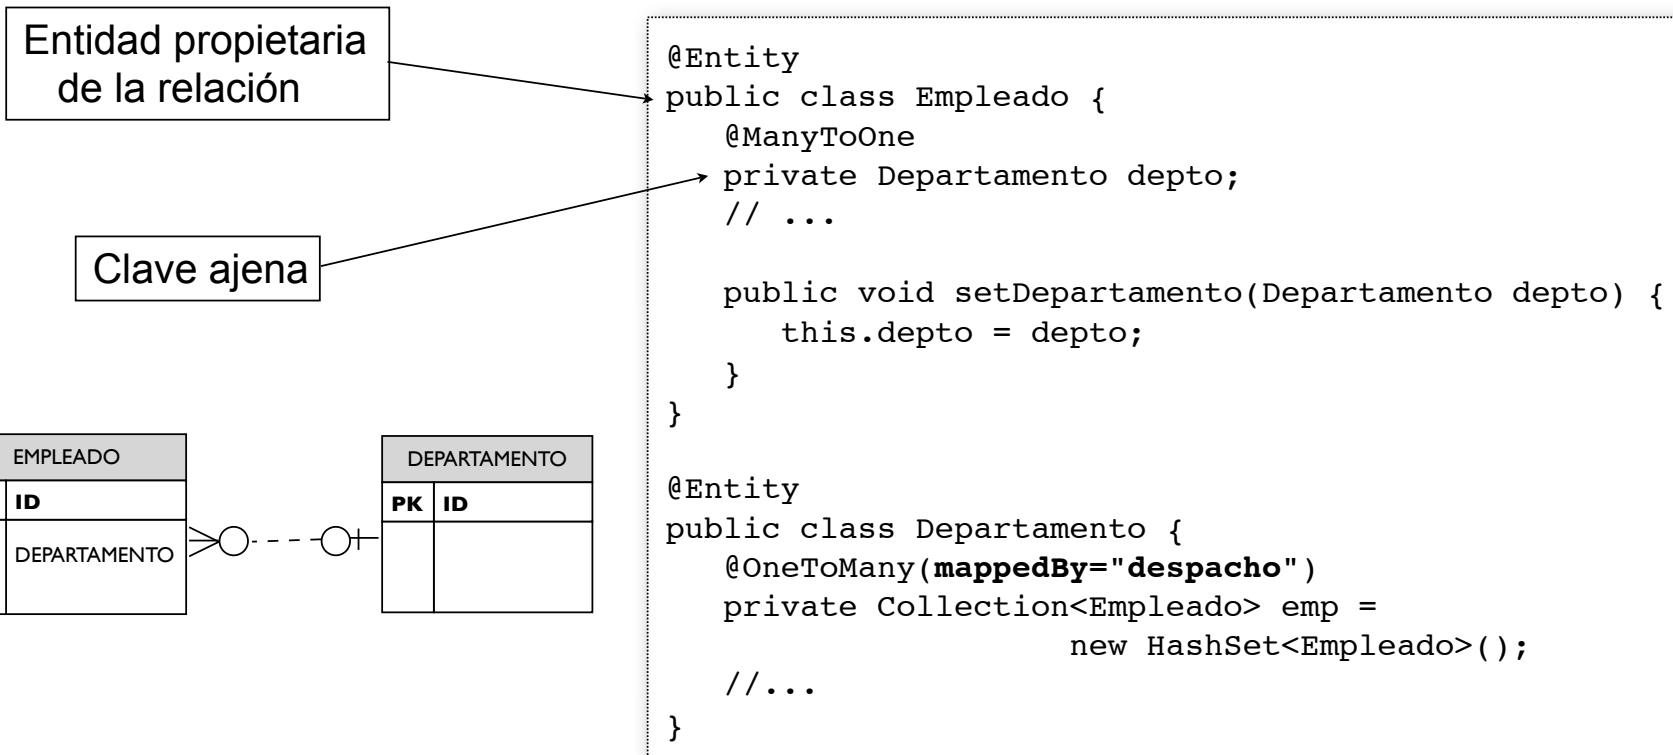 Entidad propietaria
de la relación
Clave ajena
EMPLEADO
ID
DEPARTAMENTO
DEPARTAMENTO
PK ID
@Entity
public class Empleado {
@ManyToOne
private Departamento depto;
// ...
public void setDepartamento(Departamento depto) {
this.depto = depto;
}
}
@Entity
public class Departamento {
@OneToMany(mappedBy="despacho")
private Collection<Empleado> emp =
new HashSet<Empleado>();
//...
}